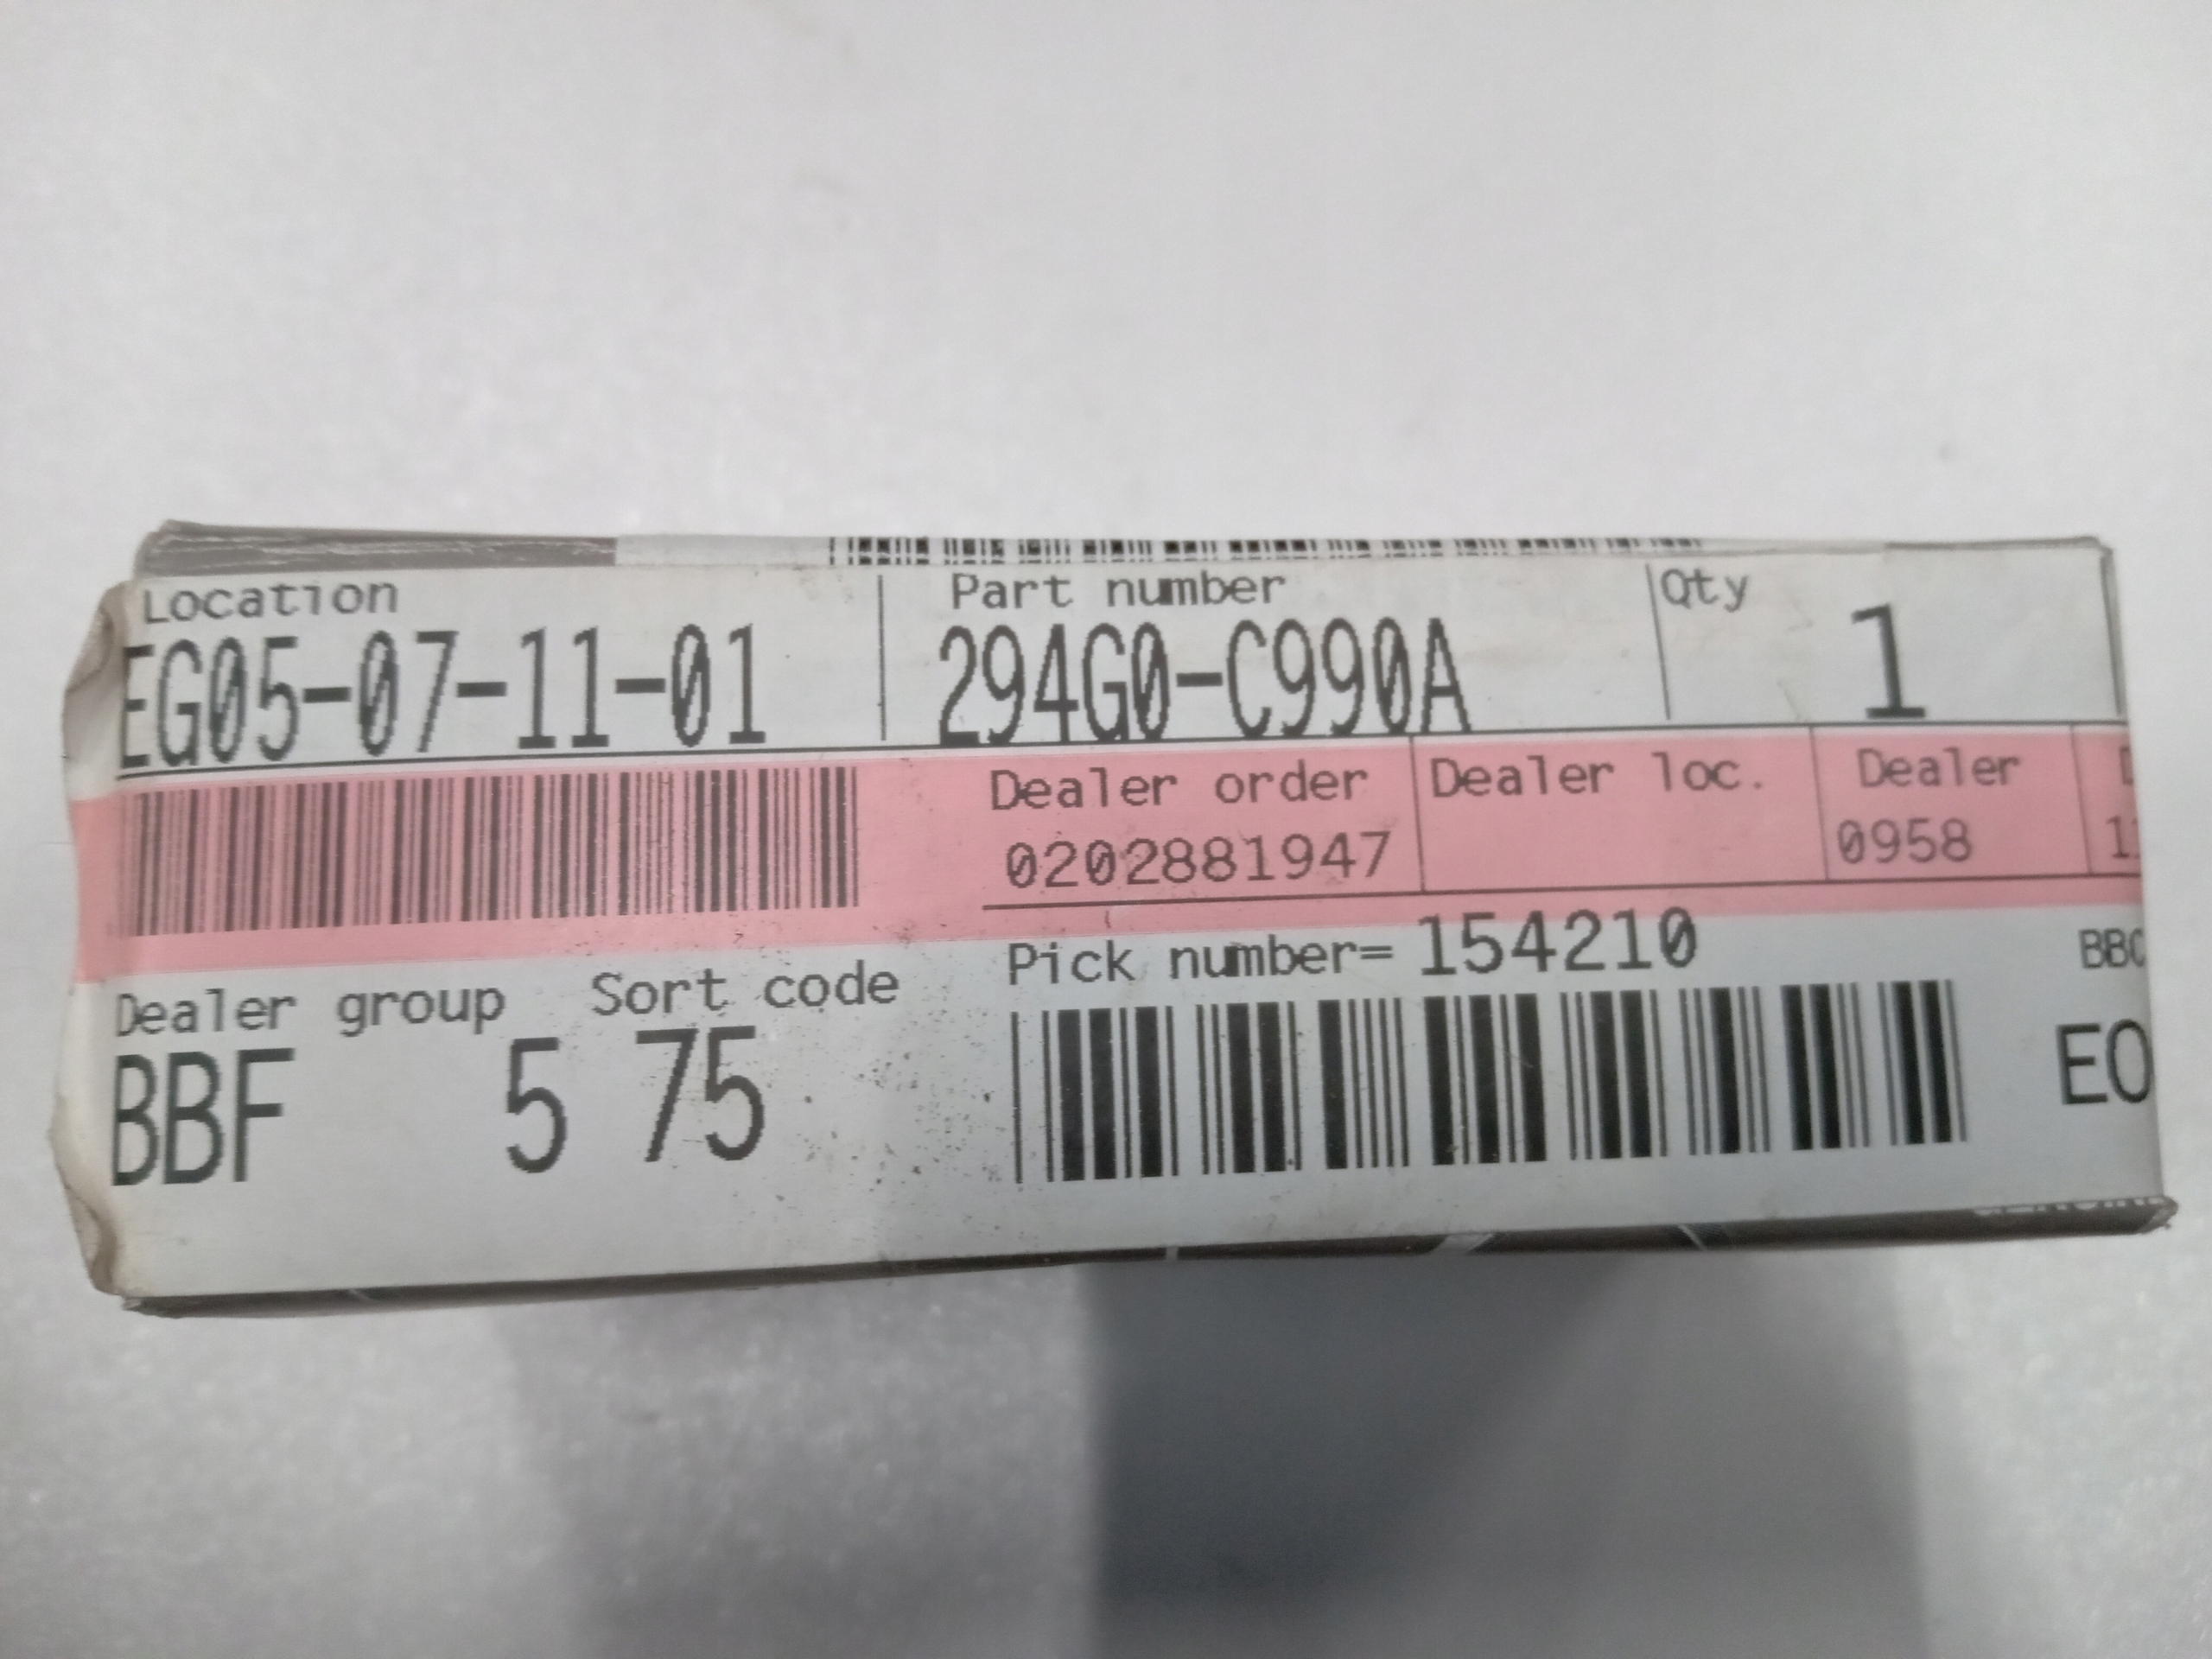 Location Part number Qty
EG05-07-11-01 294G0-C990A 1
Dealer order Dealer loc. Dealer
0202881947 0958
Pick number= 154210
Dealer group Sort code
BBF 5 75